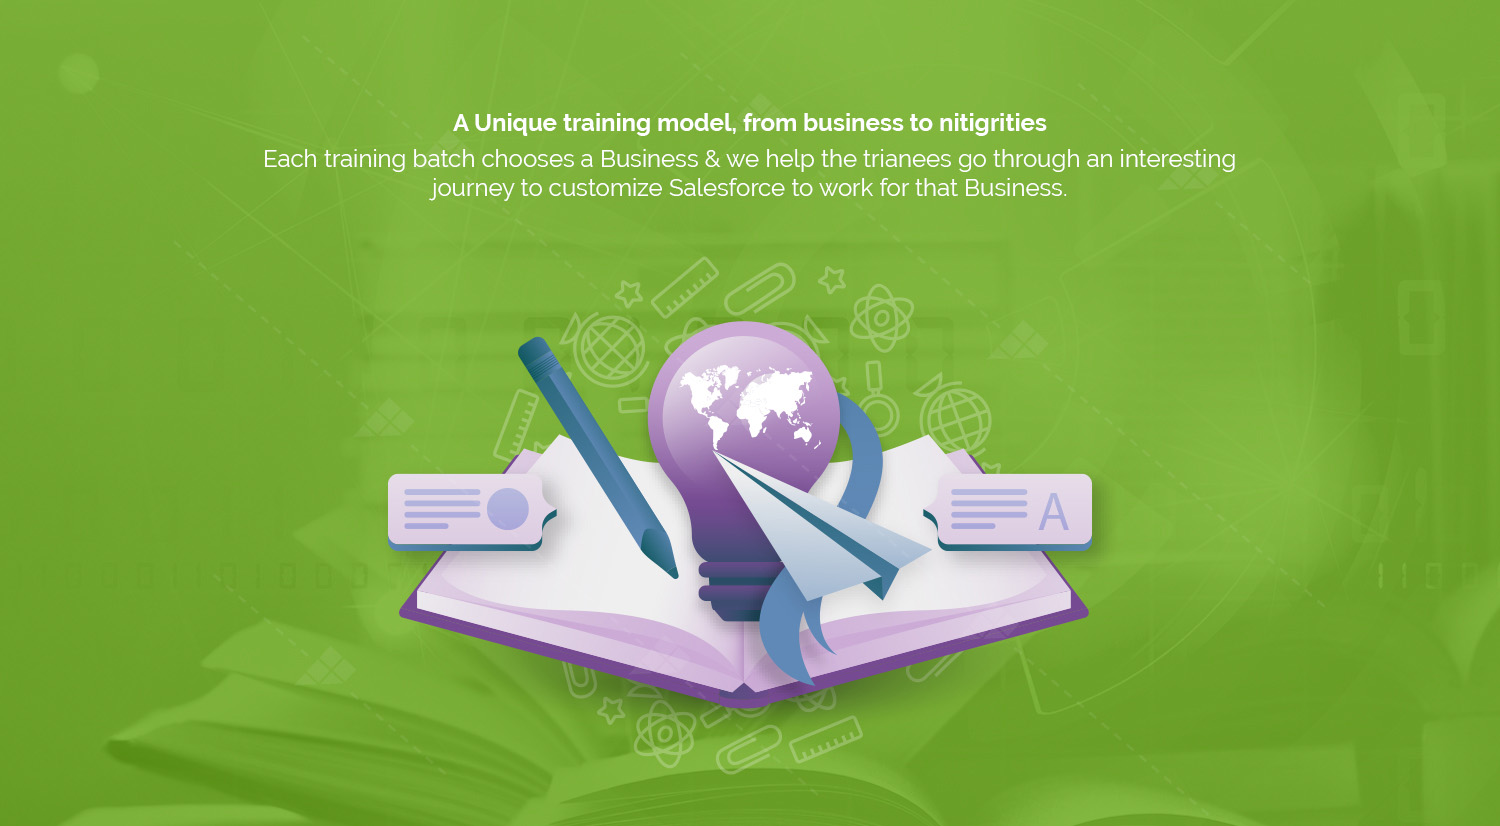 A Unique training model, from business to nitigrities
Each training batch chooses a Business & we help the trianees go through an interesting
journey to customize Salesforce to work for that Business.
A